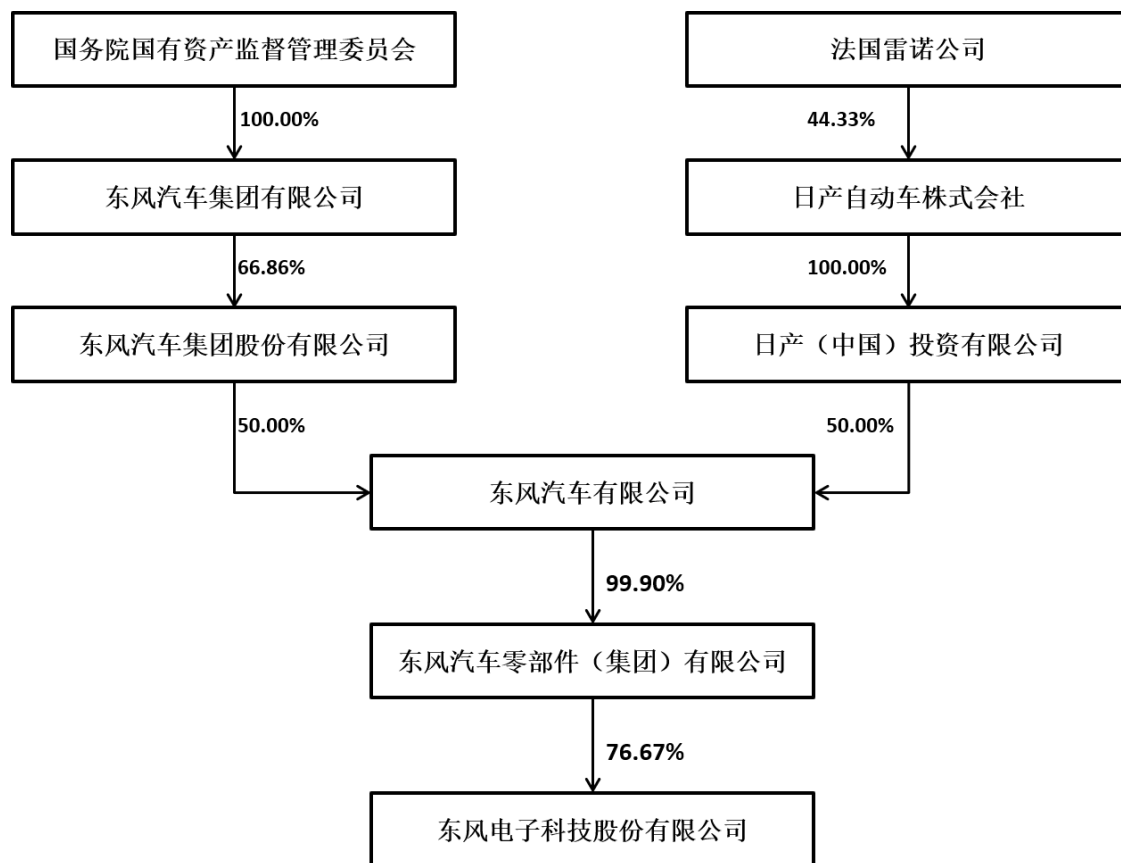 国务院国有资产监督管理委员会
法国雷诺公司
100.00%
44.33%
东风汽车集团有限公司
日产自动车株式会社
66.86%
100.00%
东风汽车集团股份有限公司
日产（中国）投资有限公司
50.00%
50.00%
东风汽车有限公司
99.90%
东风汽车零部件（集团）有限公司
76.67%
东风电子科技股份有限公司